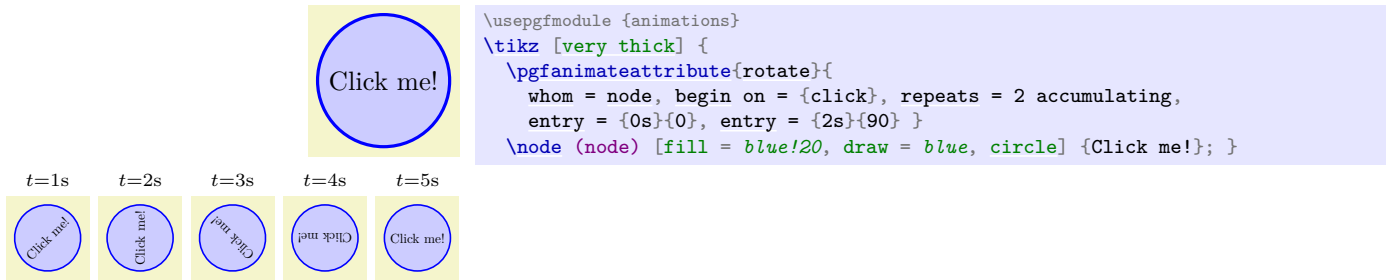 Click me!
\usepgfmodule {animations}
\tikz [very thick] {
\pgfanimateattribute{rotate}{
whom = node, begin on = {click}, repeats = 2 accumulating,
entry = {0s}{0}, entry = {2s}{90} }
\node (node) [fill = blue!20, draw = blue, circle] {Click me!}; }
t=1s t=2s t=3s t=4s t=5s
Click me! Click me! Click me! Click me! Click me!